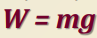 W = mg